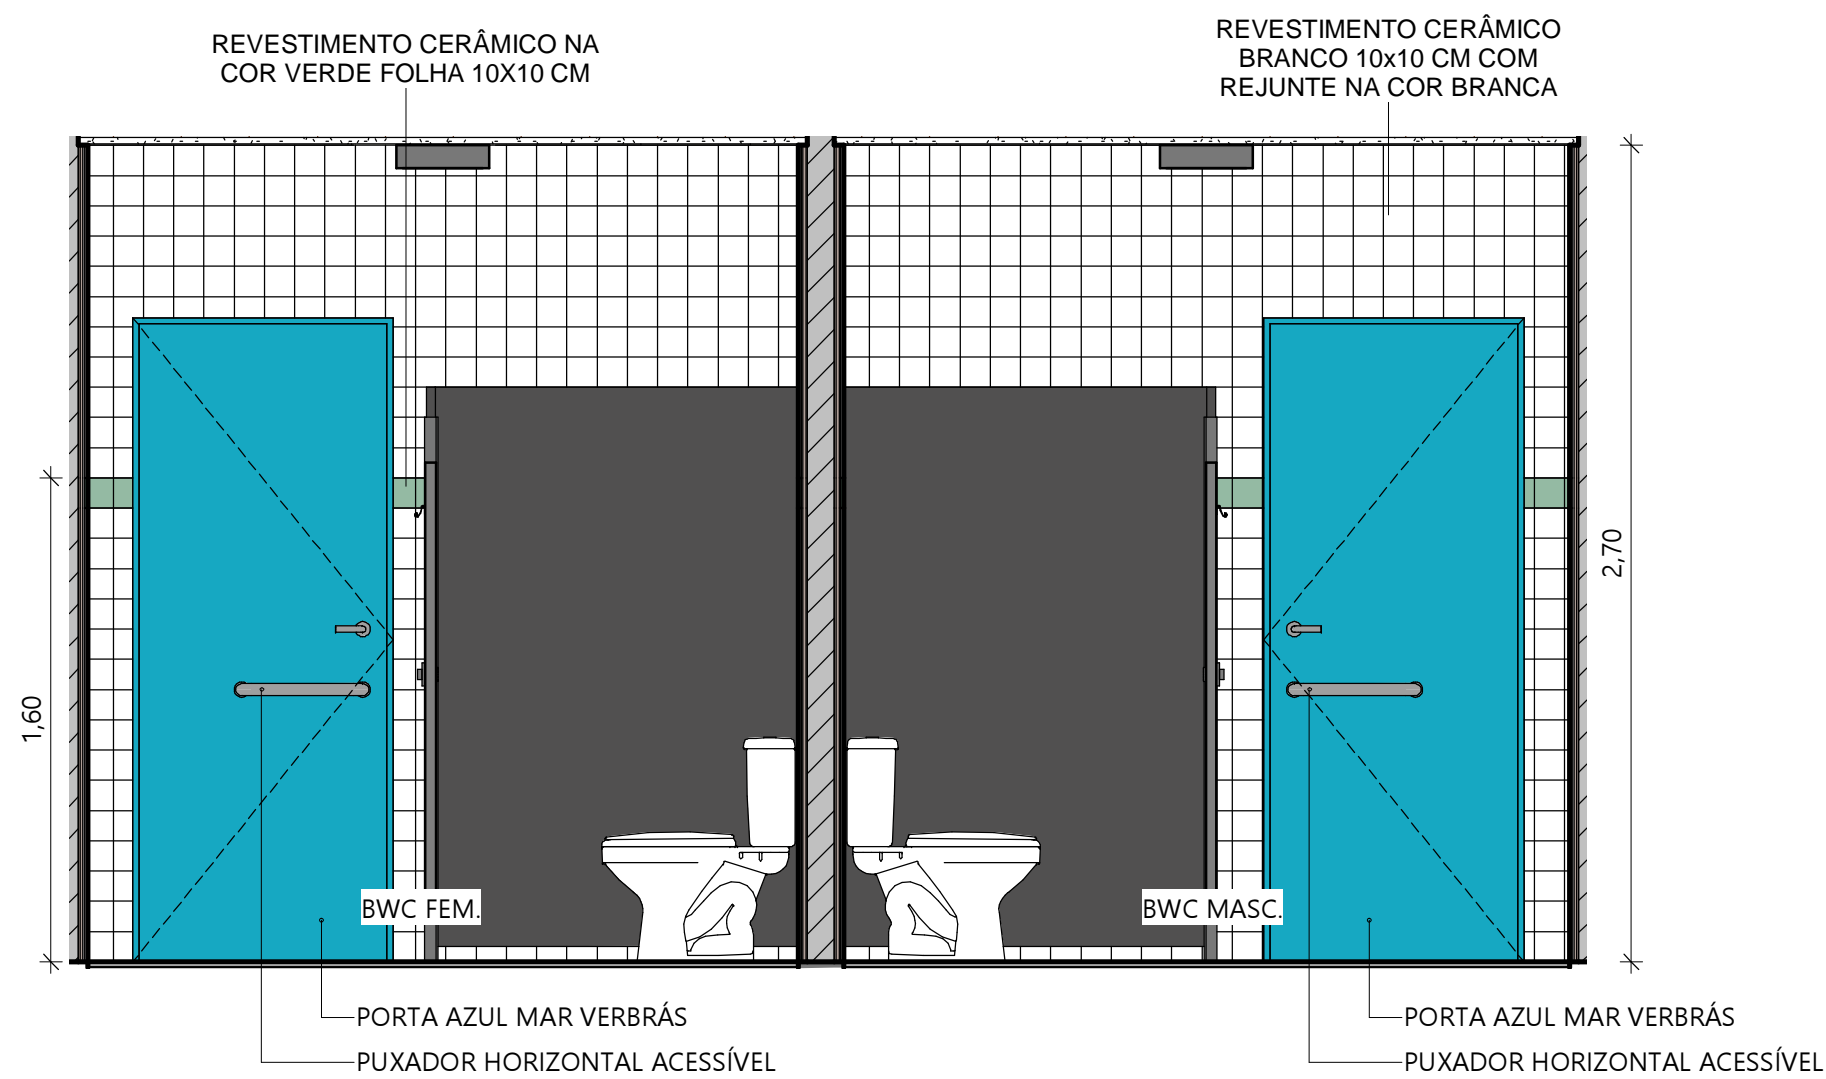 REVESTIMENTO CERÂMICO NA
COR VERDE FOLHA 10X10 CM
REVESTIMENTO CERÂMICO
BRANCO 10x10 CM COM
REJUNTE NA COR BRANCA
1,60
2,70
BWC FEM.
BWC MASC.
PORTA AZUL MAR VERBRÁS
PUXADOR HORIZONTAL ACESSÍVEL
PORTA AZUL MAR VERBRÁS
PUXADOR HORIZONTAL ACESSÍVEL